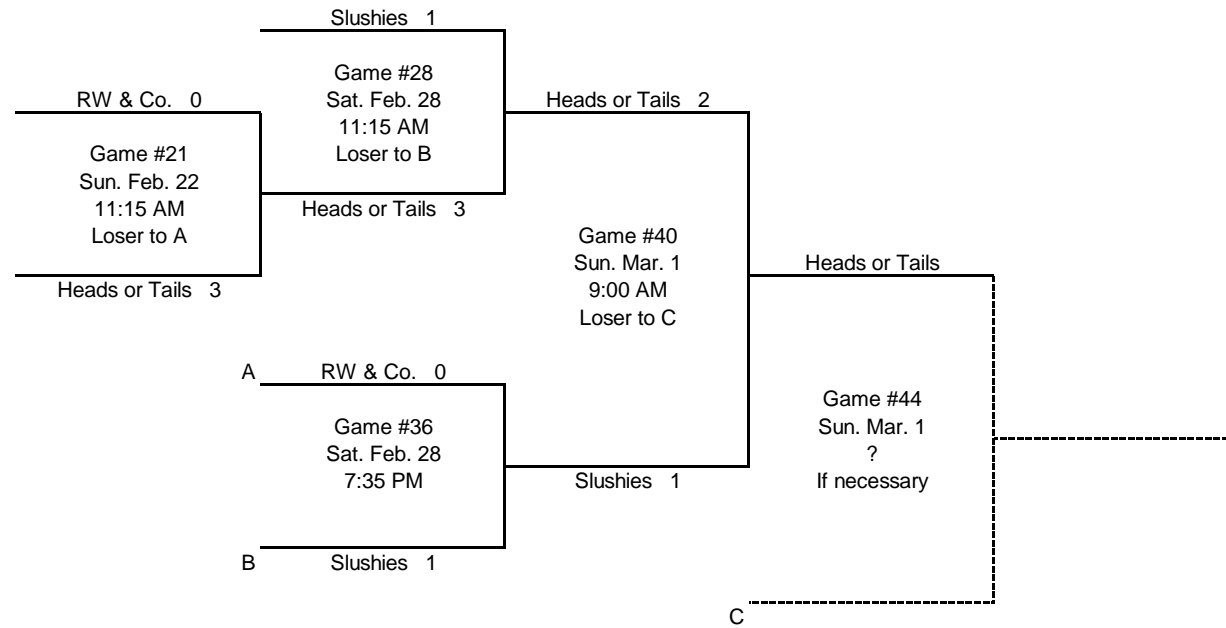 Slushies 1
Game #28
Sat. Feb. 28
11:15 AM
Loser to B
RW & Co. 0
Heads or Tails 2
Game #21
Sun. Feb. 22
11:15 AM
Loser to A
Heads or Tails 3
Heads or Tails 3
Game #40
Sun. Mar. 1
9:00 AM
Loser to C
Heads or Tails
A
RW & Co. 0
Game #36
Sat. Feb. 28
7:35 PM
Slushies 1
Game #44
Sun. Mar. 1
?
If necessary
B
Slushies 1
C